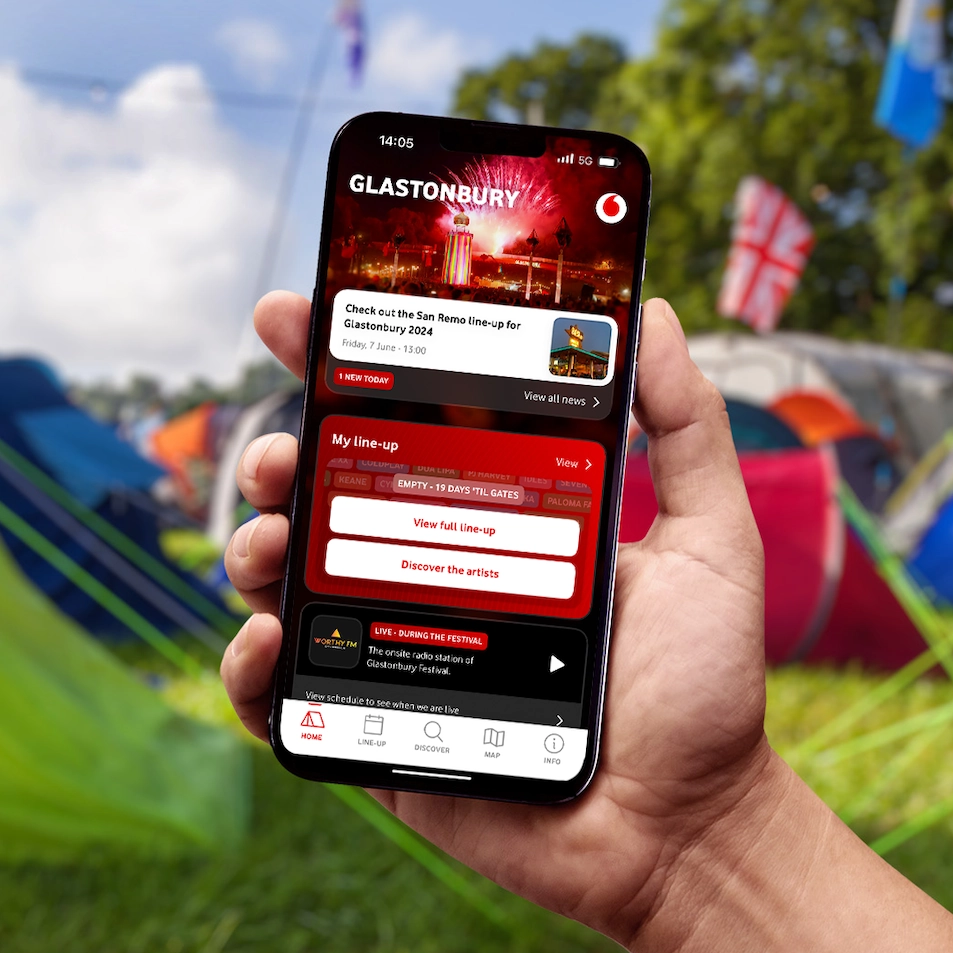 14:05
5G
GLASTONBURY
Check out the San Remo line-up for
Glastonbury 2024
Friday, 7 June - 13:00
1 NEW TODAY
View all news
My line-up
View
COLDPLAY DUA LIPA PJ HARVEY IDLES SEVEN
KEANE EMPTY - 19 DAYS 'TIL GATES PALOMA FA
View full line-up
Discover the artists
WORTHY FM
LIVE - DURING THE FESTIVAL
The onsite radio station of
Glastonbury Festival.
View schedule to see when we are live
HOME LINE-UP DISCOVER MAP INFO